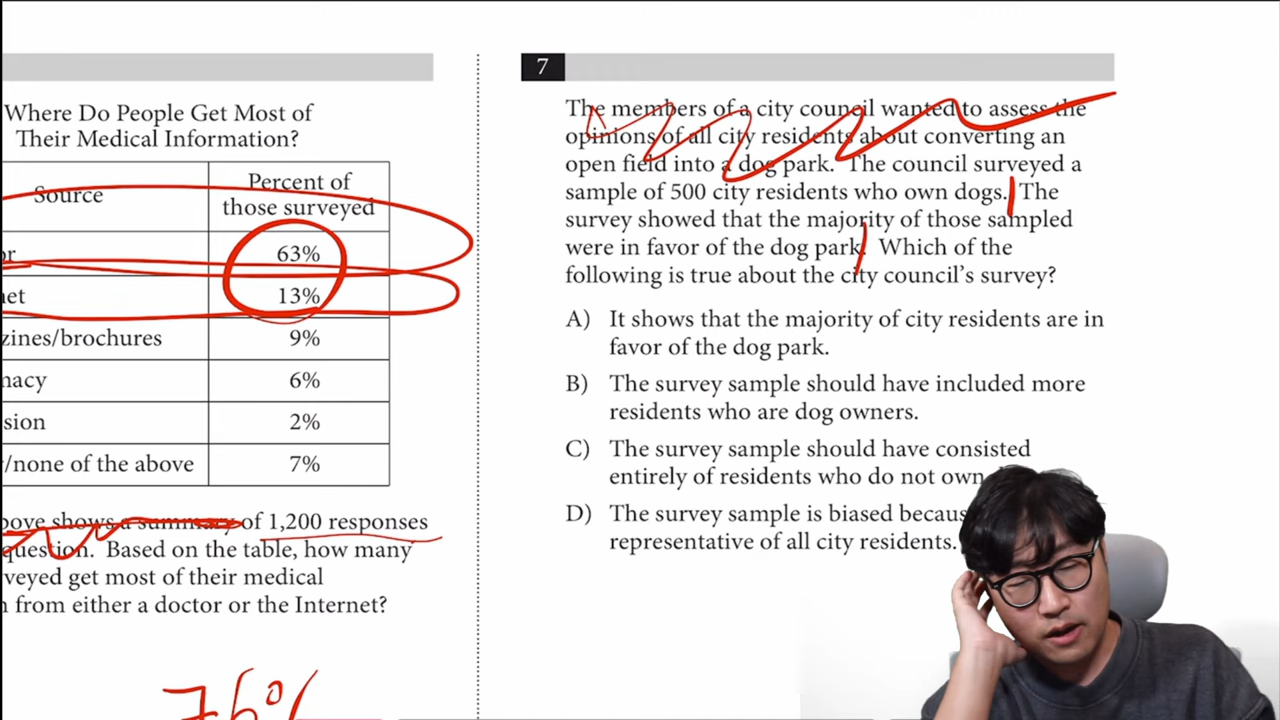 Where Do People Get Most of
Their Medical Information?
Source
Percent of
those surveyed
63%
13%
zines/brochures
9%
macy
6%
sion
2%
/none of the above
7%
bove shows a summary of 1,200 responses
question. Based on the table, how many
veyed get most of their medical
from either a doctor or the Internet?
76%
7
The members of a city council wanted to assess the
opinions of all city residents about converting an
open field into a dog park. The council surveyed a
sample of 500 city residents who own dogs. The
survey showed that the majority of those sampled
were in favor of the dog park. Which of the
following is true about the city council's survey?
A) It shows that the majority of city residents are in
favor of the dog park.
B) The survey sample should have included more
residents who are dog owners.
C) The survey sample should have consisted
entirely of residents who do not own
D) The survey sample is biased becau
representative of all city residents.